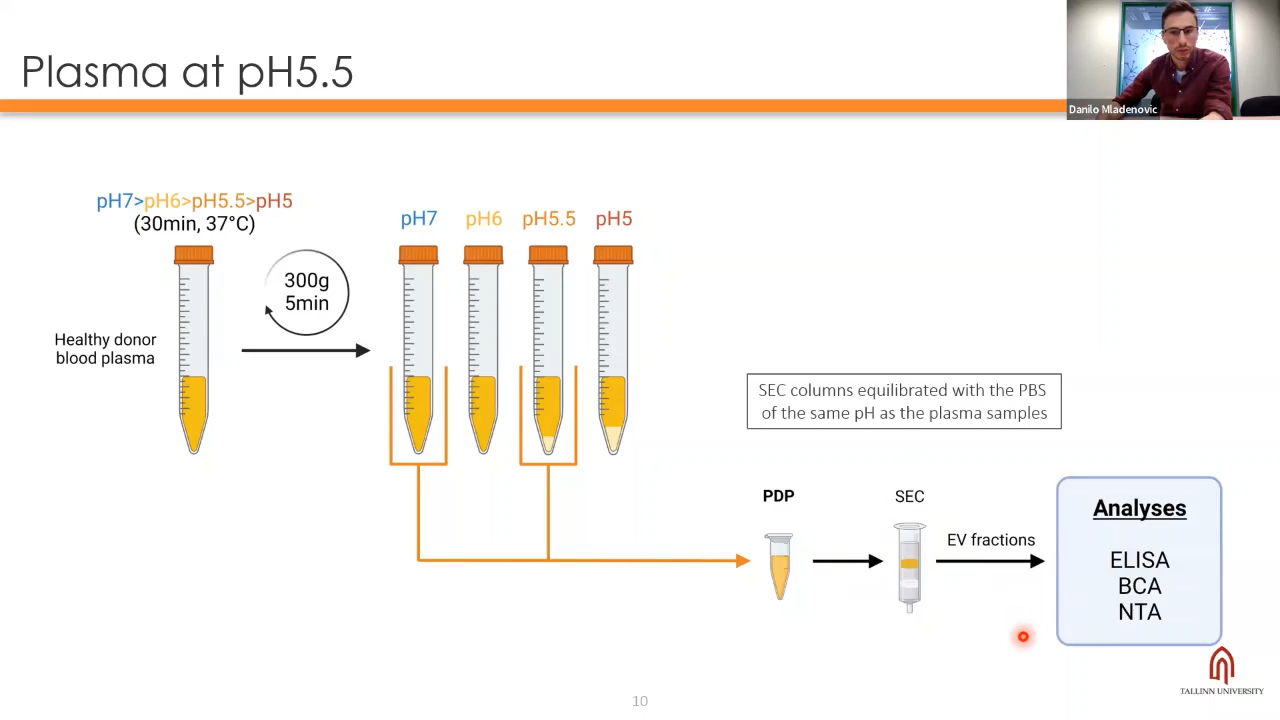 Plasma at pH5.5
Danilo Mladenovic
pH7>pH6>pH5.5>pH5
(30min, 37°C)
300g
5min
Healthy donor
blood plasma
pH7
pH6
pH5.5
pH5
SEC columns equilibrated with the PBS
of the same pH as the plasma samples
PDP
SEC
EV fractions
Analyses
ELISA
BCA
NTA
TALLINN UNIVERSITY
10